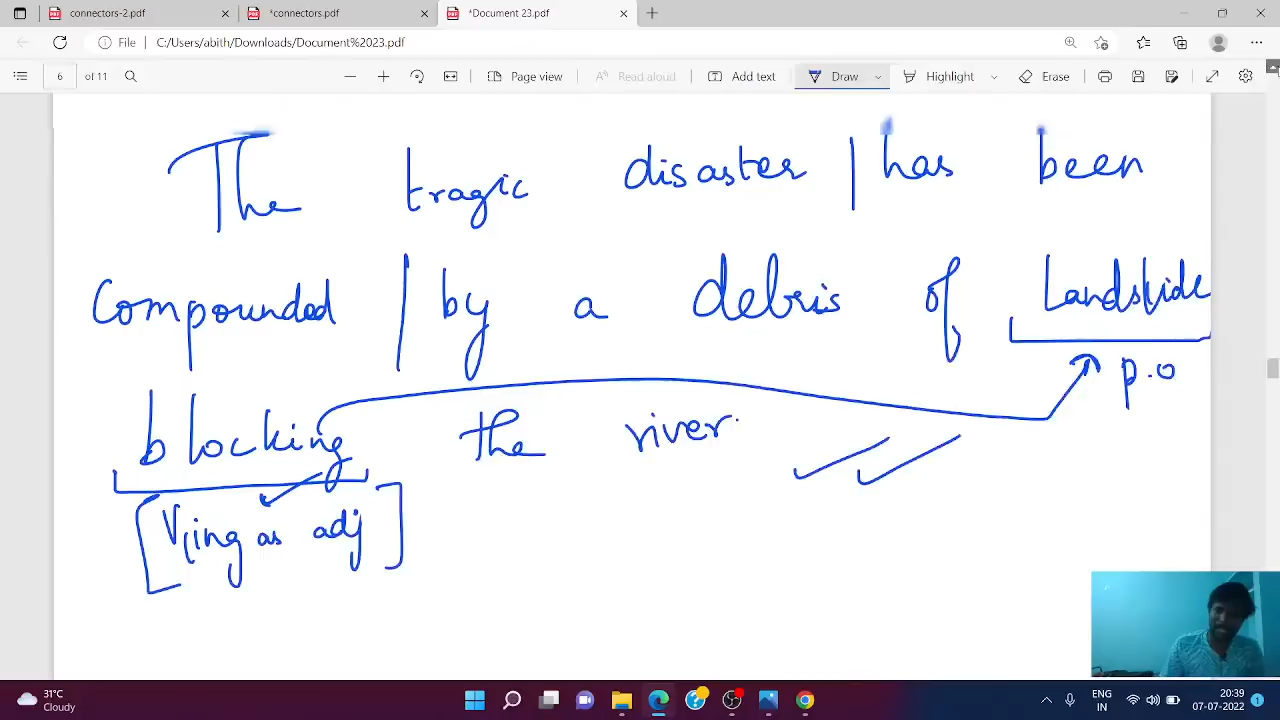 connectors-2.pdf
*connectors.pdf
*Document 23.pdf
File
C:/Users/abith/Downloads/Document%2023.pdf
6 of 11
Page view
Read aloud
Add text
Draw
Highlight
Erase
The tragic disaster | has been
compounded | by a debris of Landslide
p.o
blocking the river.
[V1ing as adj]
31°C
Cloudy
ENG
IN
20:39
07-07-2022